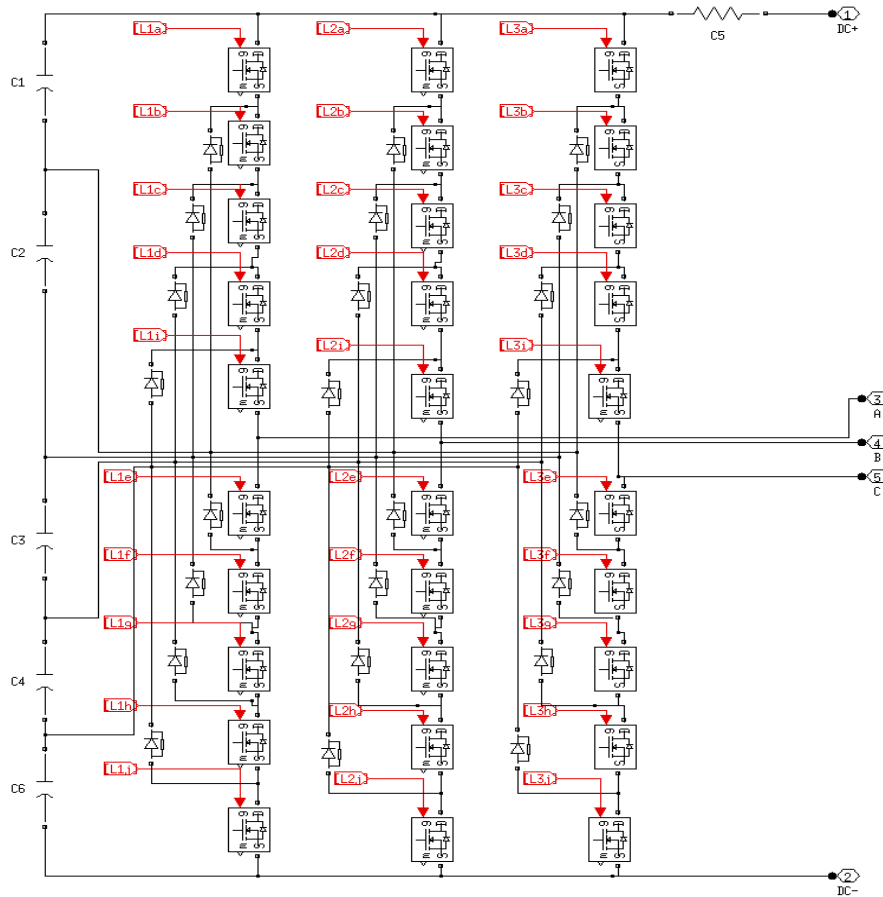 L1a L2a L3a 1
C5 DC+
C1
L1b L2b L3b
L1c L2c L3c
C2 L1d L2d L3d
L1i L2i L3i
3
A
4
B
L1e L2e L3e 5
C
C3 L1f L2f L3f
L1g L2g L3g
C4
L1h L2h L3h
L1j L2j L3j
C6
2
DC-